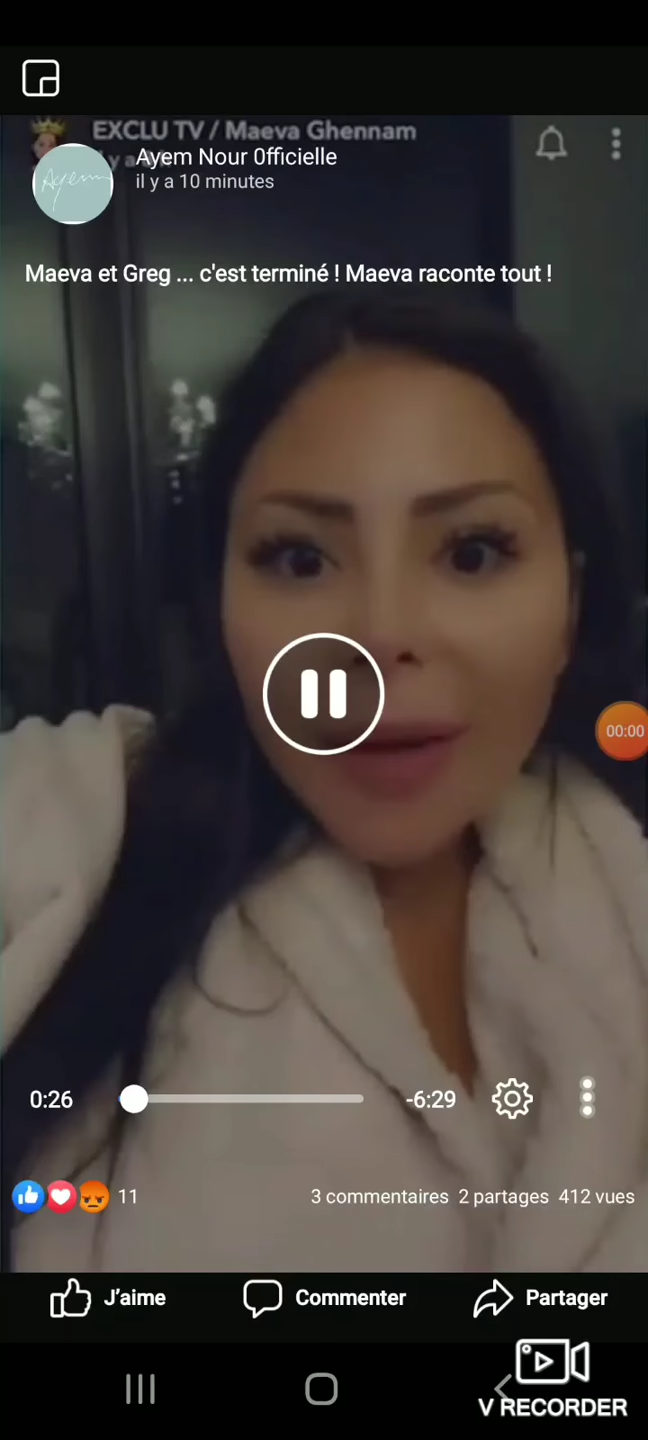 EXCLU TV / Maeva Ghennam
Ayem Nour 0fficielle
il y a 10 minutes
Ayem
Maeva et Greg ... c'est terminé ! Maeva raconte tout !
00:00
0:26
-6:29
11
3 commentaires 2 partages 412 vues
J'aime
Commenter
Partager
V RECORDER